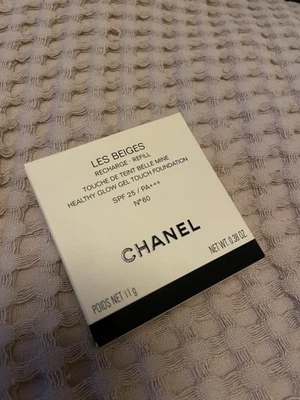 LES BEIGES
RECHARGE - REFILL
TOUCHE DE TEINT BELLE MINE
HEALTHY GLOW GEL TOUCH FOUNDATION
SPF 25 / PA+++
N°60
CHANEL
POIDS NET 11 g
NET WT. 0.38 OZ.